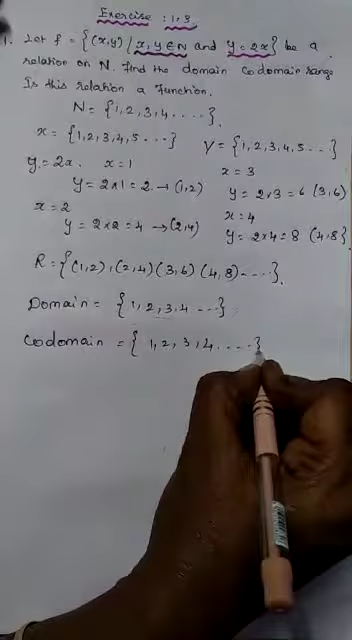 Exercise : 1.3
1. Let f = {(x,y) / x, y ∈ N and y = 2x} be a
relation on N. Find the domain Codomain range
Is this relation a function.
N = {1, 2, 3, 4, .....}.
x = {1, 2, 3, 4, 5 ...} y = {1, 2, 3, 4, 5 ...}
y = 2x. x = 1
y = 2×1 = 2 → (1,2)
x = 2
y = 2×2 = 4 → (2,4)
x = 3
y = 2×3 = 6 (3,6)
x = 4
y = 2×4 = 8 (4,8}
R = {(1,2), (2,4) (3,6) (4,8) .....}.
Domain = {1, 2, 3, 4 ...}
Codomain = { 1, 2, 3, 4 .....}